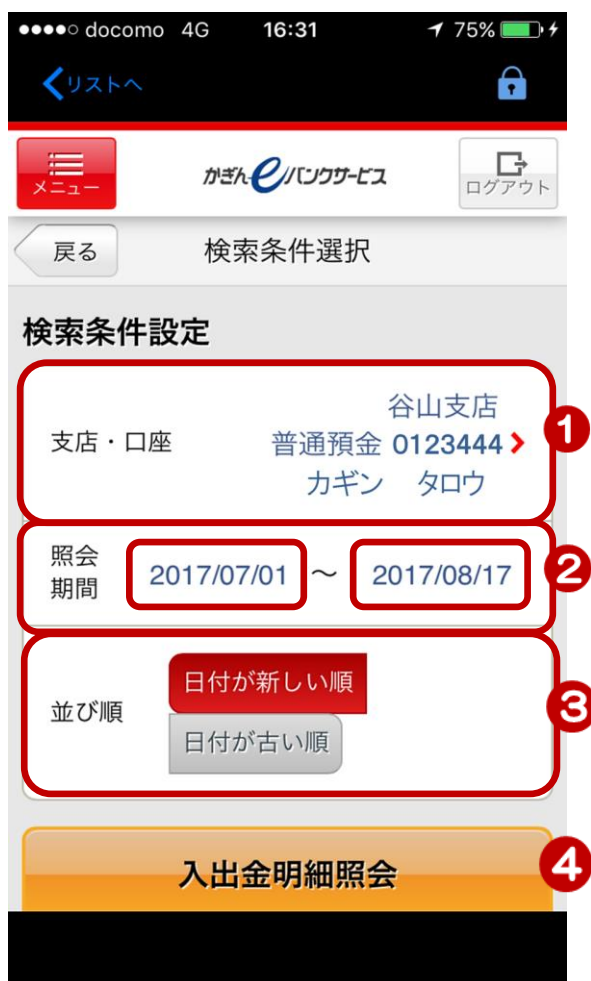 docomo 4G 16:31 75%
リストへ
メニュー
かぎんeバンクサービス
ログアウト
戻る
検索条件選択
検索条件設定
支店・口座
谷山支店
普通預金 0123444
カギン タロウ
1
照会
期間
2017/07/01 ～ 2017/08/17
2
並び順
日付が新しい順
日付が古い順
3
入出金明細照会
4